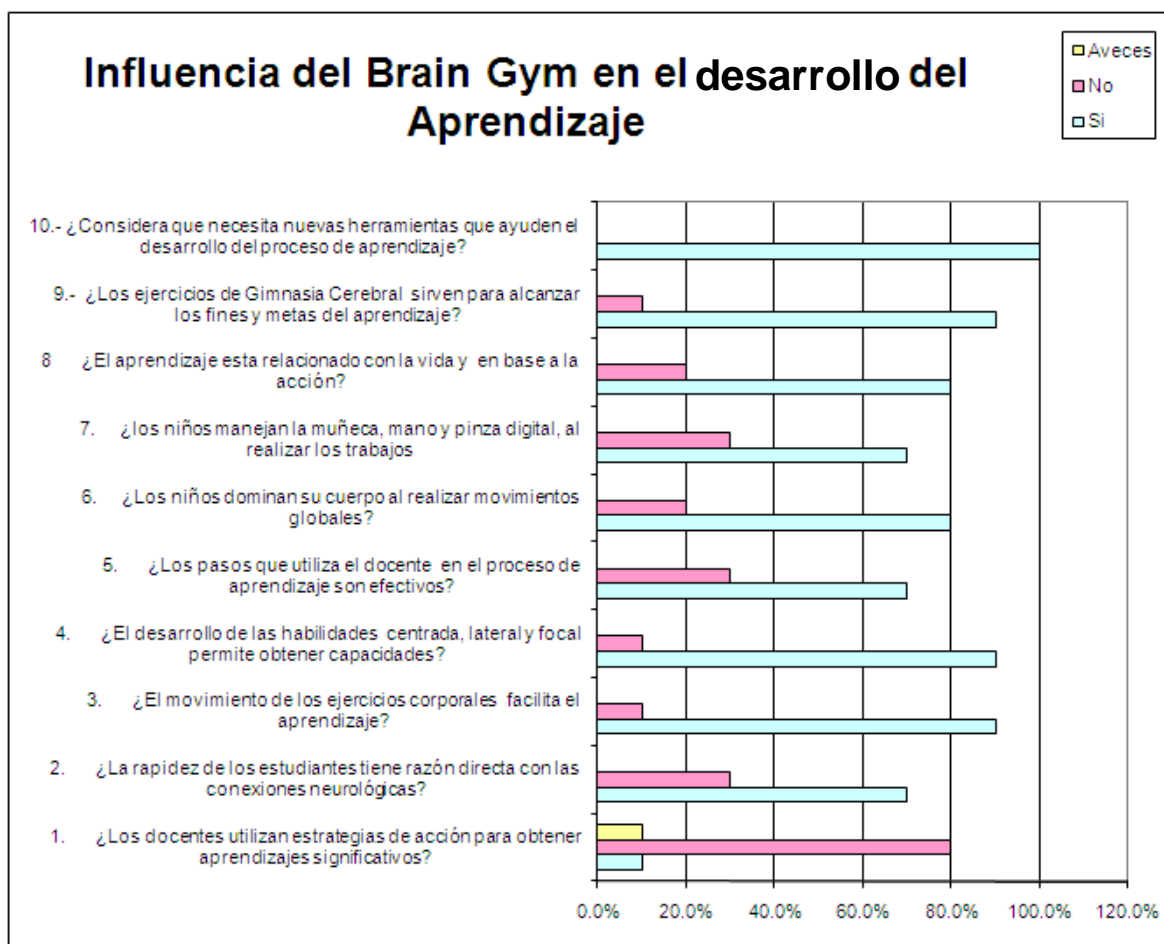 Influencia del Brain Gym en el desarrollo del
Aprendizaje
Aveces
No
Si
10.- ¿Considera que necesita nuevas herramientas que ayuden el
desarrollo del proceso de aprendizaje?
9.- ¿Los ejercicios de Gimnasia Cerebral sirven para alcanzar
los fines y metas del aprendizaje?
8 ¿El aprendizaje esta relacionado con la vida y en base a la
acción?
7. ¿los niños manejan la muñeca, mano y pinza digital, al
realizar los trabajos
6. ¿Los niños dominan su cuerpo al realizar movimientos
globales?
5. ¿Los pasos que utiliza el docente en el proceso de
aprendizaje son efectivos?
4. ¿El desarrollo de las habilidades centrada, lateral y focal
permite obtener capacidades?
3. ¿El movimiento de los ejercicios corporales facilita el
aprendizaje?
2. ¿La rapidez de los estudiantes tiene razón directa con las
conexiones neurológicas?
1. ¿Los docentes utilizan estrategias de acción para obtener
aprendizajes significativos?
0.0% 20.0% 40.0% 60.0% 80.0% 100.0% 120.0%